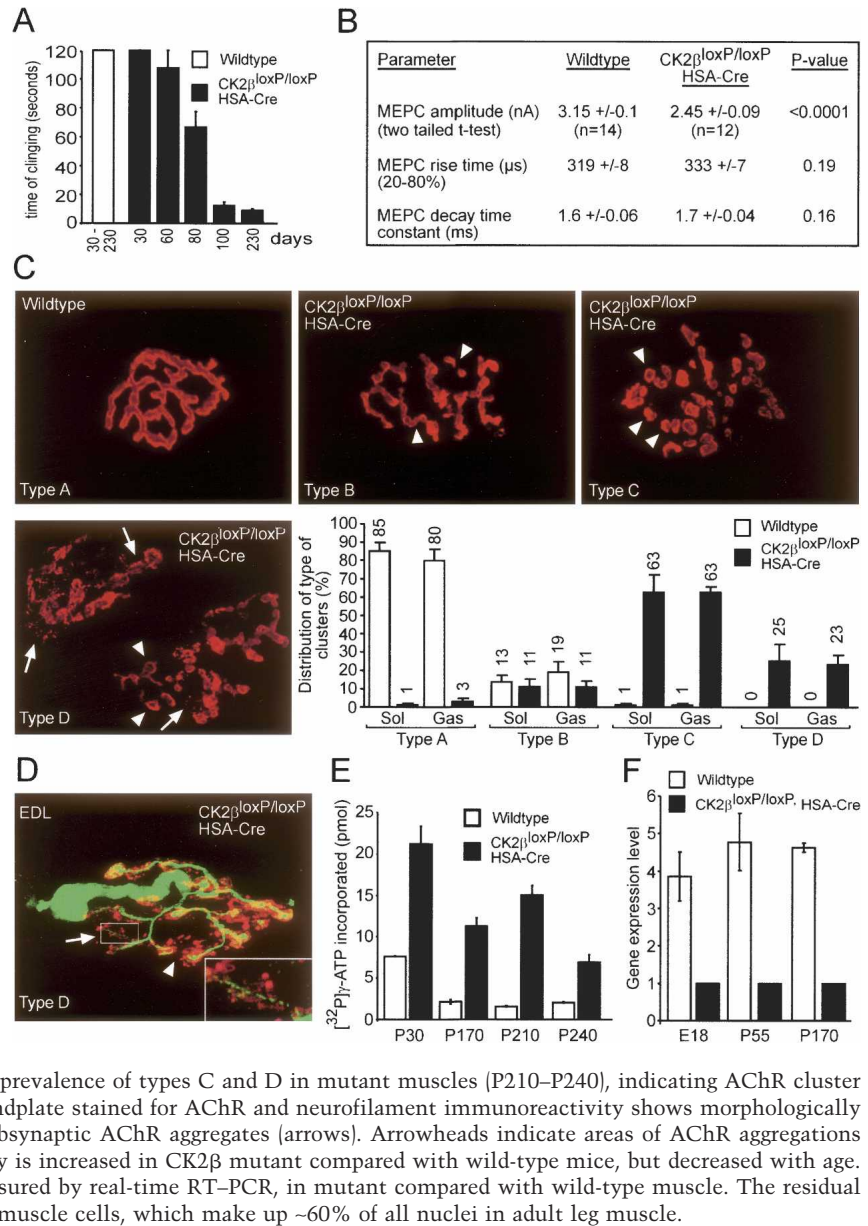 A
time of clinging (seconds)
120
100
80
60
40
20
0
Wildtype
CK2βloxP/loxP
HSA-Cre
30-
230
30
60
80
100
230
days
B
Parameter Wildtype CK2βloxP/loxP HSA-Cre P-value
MEPC amplitude (nA) 3.15 +/-0.1 2.45 +/-0.09 <0.0001
(two tailed t-test) (n=14) (n=12)
MEPC rise time (µs) 319 +/-8 333 +/-7 0.19
(20-80%)
MEPC decay time 1.6 +/-0.06 1.7 +/-0.04 0.16
constant (ms)
C
Wildtype
Type A
CK2βloxP/loxP
HSA-Cre
Type B
CK2βloxP/loxP
HSA-Cre
Type C
CK2βloxP/loxP
HSA-Cre
Type D
Distribution of type of
clusters (%)
100
90
80
70
60
50
40
30
20
10
Wildtype
CK2βloxP/loxP
HSA-Cre
85 1 80 3 13 11 19 11 1 63 1 63 0 25 0 23
Sol Gas Sol Gas Sol Gas Sol Gas
Type A Type B Type C Type D
D
EDL
CK2βloxP/loxP
HSA-Cre
Type D
E
[32P]γ-ATP incorporated (pmol)
25
20
15
10
5
0
Wildtype
CK2βloxP/loxP
HSA-Cre
P30 P170 P210 P240
F
Wildtype
CK2βloxP/loxP. HSA-Cre
Gene expression level
6
5
4
3
2
1
0
E18 P55 P170
prevalence of types C and D in mutant muscles (P210–P240), indicating AChR cluster
ndplate stained for AChR and neurofilament immunoreactivity shows morphologically
bsynaptic AChR aggregates (arrows). Arrowheads indicate areas of AChR aggregations
y is increased in CK2β mutant compared with wild-type mice, but decreased with age.
sured by real-time RT–PCR, in mutant compared with wild-type muscle. The residual
muscle cells, which make up ~60% of all nuclei in adult leg muscle.